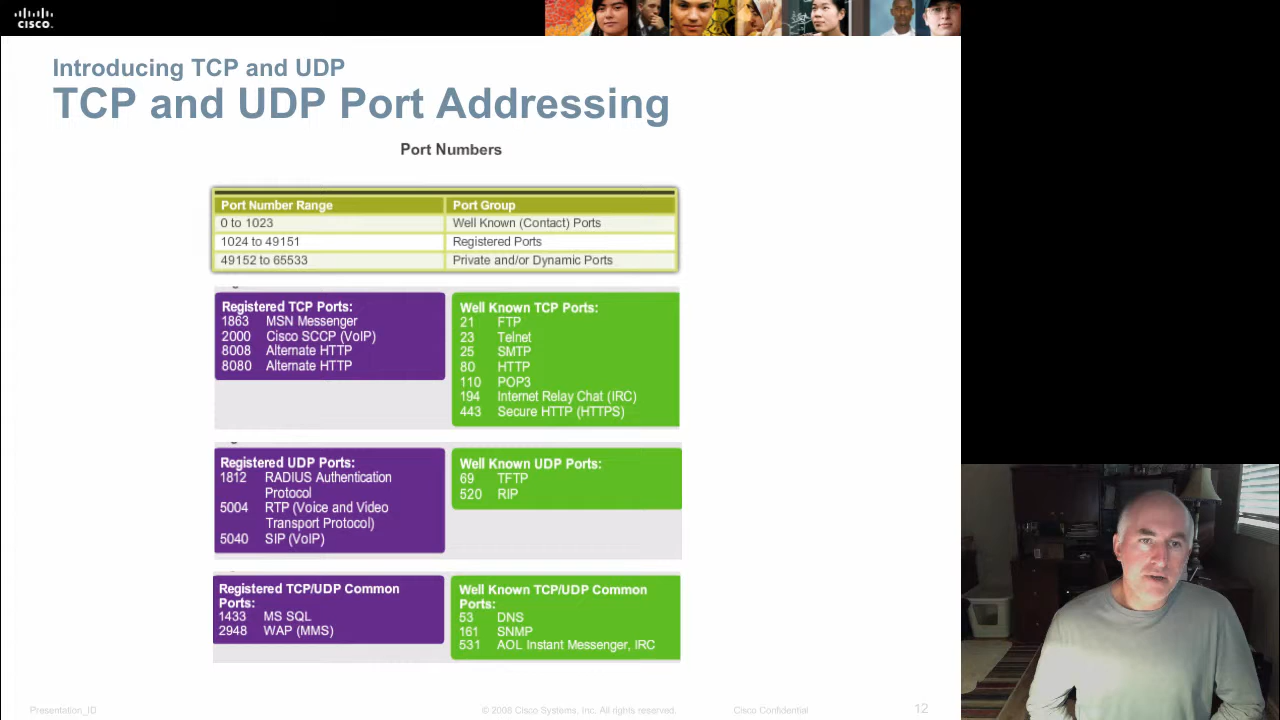 CISCO.
Introducing TCP and UDP
TCP and UDP Port Addressing
Port Numbers
Port Number Range Port Group
0 to 1023 Well Known (Contact) Ports
1024 to 49151 Registered Ports
49152 to 65533 Private and/or Dynamic Ports
Registered TCP Ports:
1863 MSN Messenger
2000 Cisco SCCP (VoIP)
8008 Alternate HTTP
8080 Alternate HTTP
Well Known TCP Ports:
21 FTP
23 Telnet
25 SMTP
80 HTTP
110 POP3
194 Internet Relay Chat (IRC)
443 Secure HTTP (HTTPS)
Registered UDP Ports:
1812 RADIUS Authentication
Protocol
5004 RTP (Voice and Video
Transport Protocol)
5040 SIP (VoIP)
Well Known UDP Ports:
69 TFTP
520 RIP
Registered TCP/UDP Common
Ports:
1433 MS SQL
2948 WAP (MMS)
Well Known TCP/UDP Common
Ports:
53 DNS
161 SNMP
531 AOL Instant Messenger, IRC
Presentation_ID © 2008 Cisco Systems, Inc. All rights reserved. Cisco Confidential 12